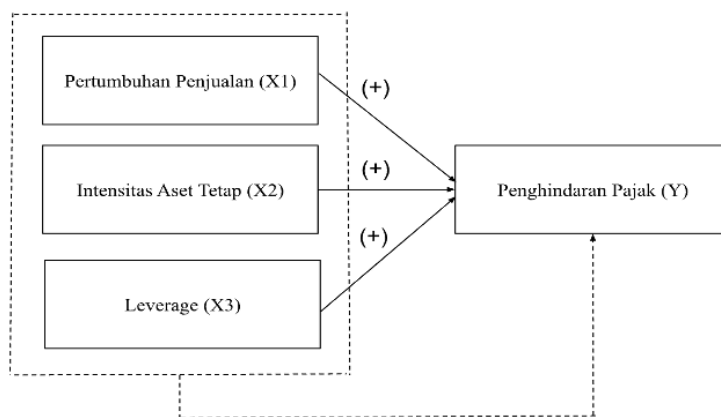 Pertumbuhan Penjualan (X1)
(+)
Intensitas Aset Tetap (X2)
(+)
Penghindaran Pajak (Y)
(+)
Leverage (X3)